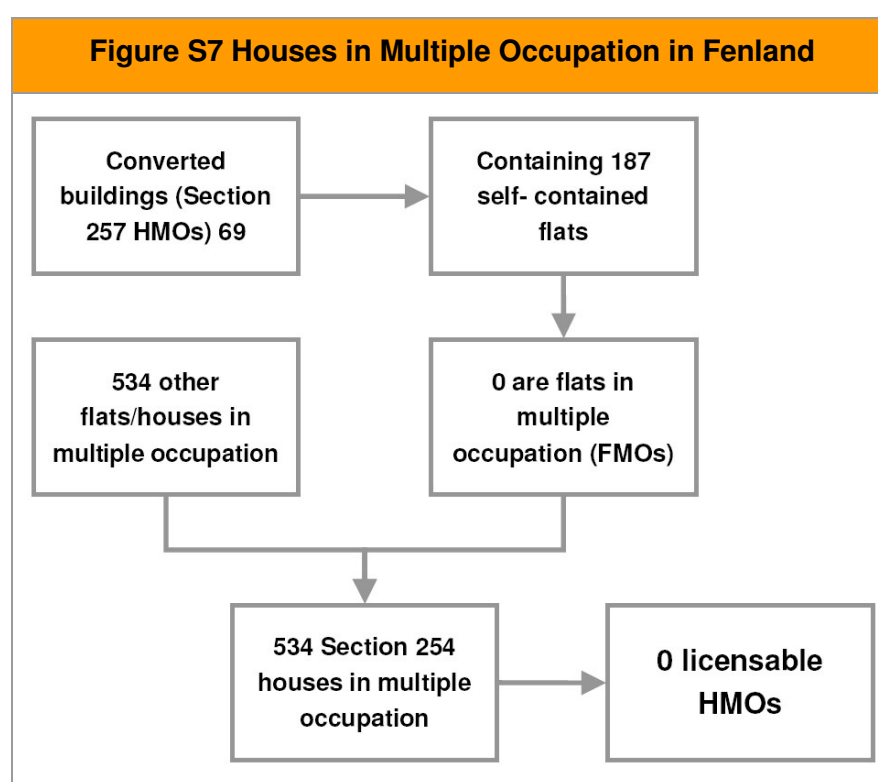 Figure S7 Houses in Multiple Occupation in Fenland
Converted
buildings (Section
257 HMOs) 69
Containing 187
self- contained
flats
534 other
flats/houses in
multiple occupation
0 are flats in
multiple
occupation (FMOs)
534 Section 254
houses in multiple
occupation
0 licensable
HMOs